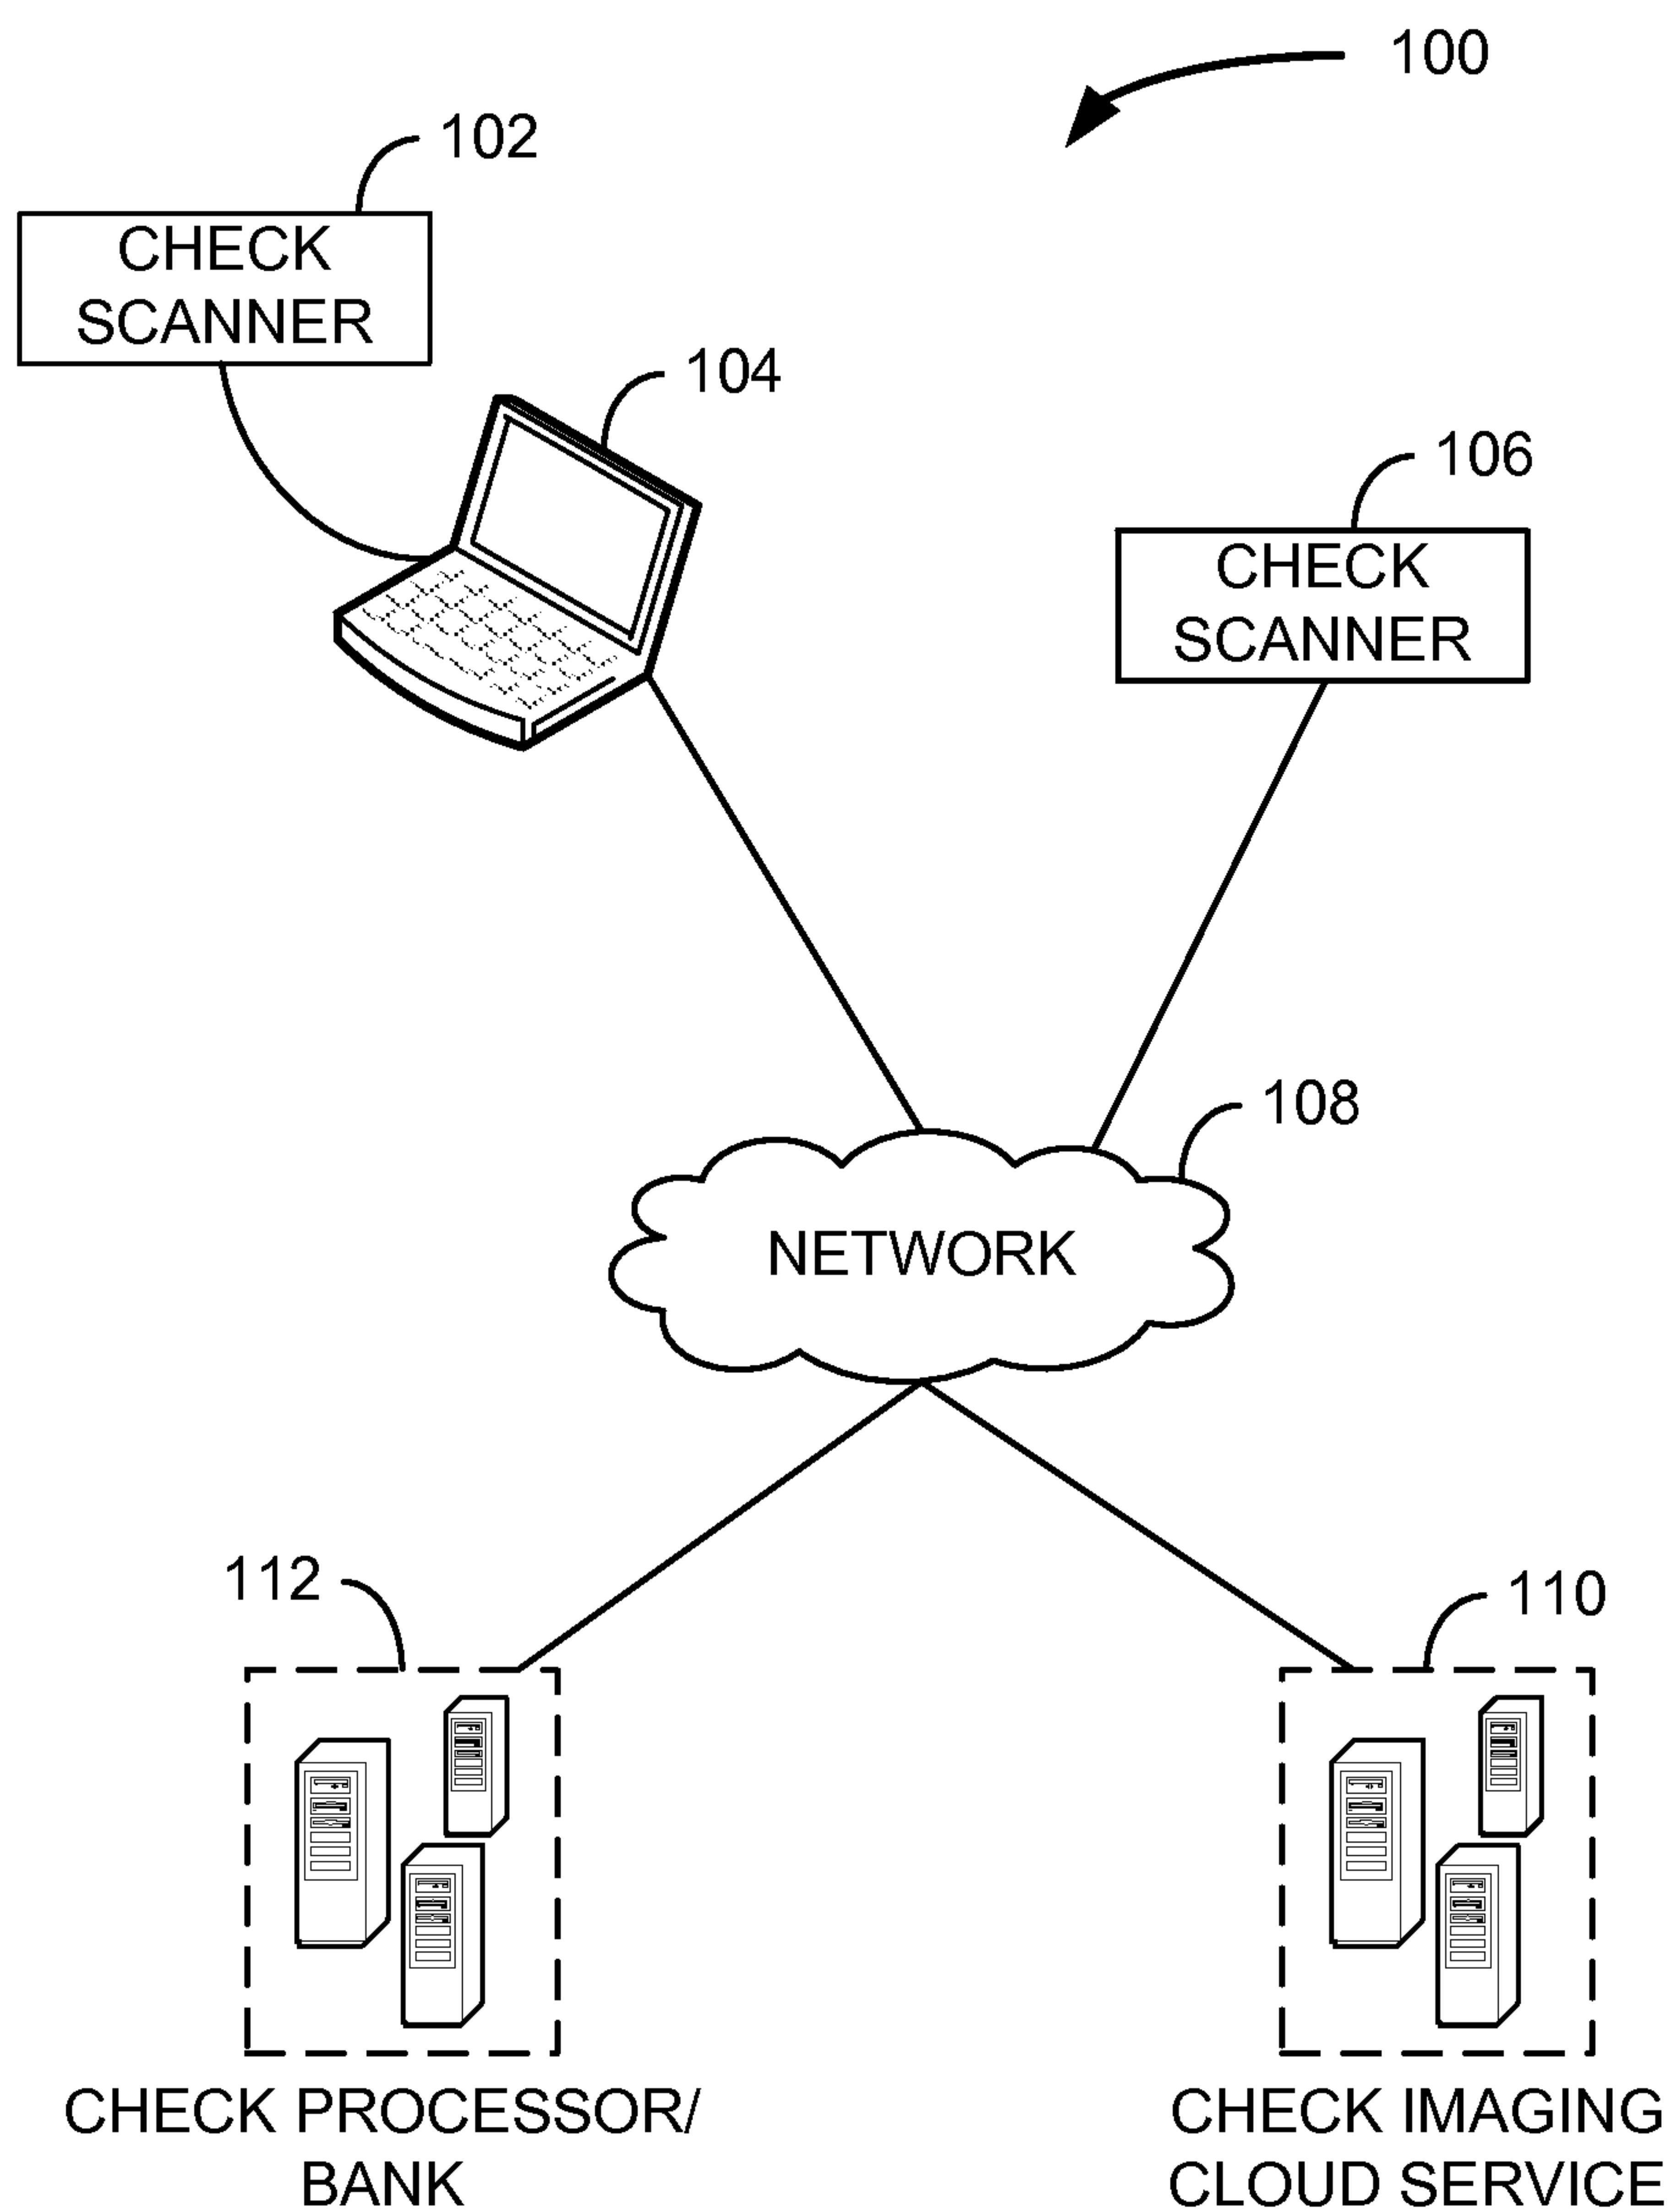 100
102
CHECK
SCANNER
104
106
CHECK
SCANNER
108
NETWORK
112
110
CHECK PROCESSOR/
BANK
CHECK IMAGING
CLOUD SERVICE